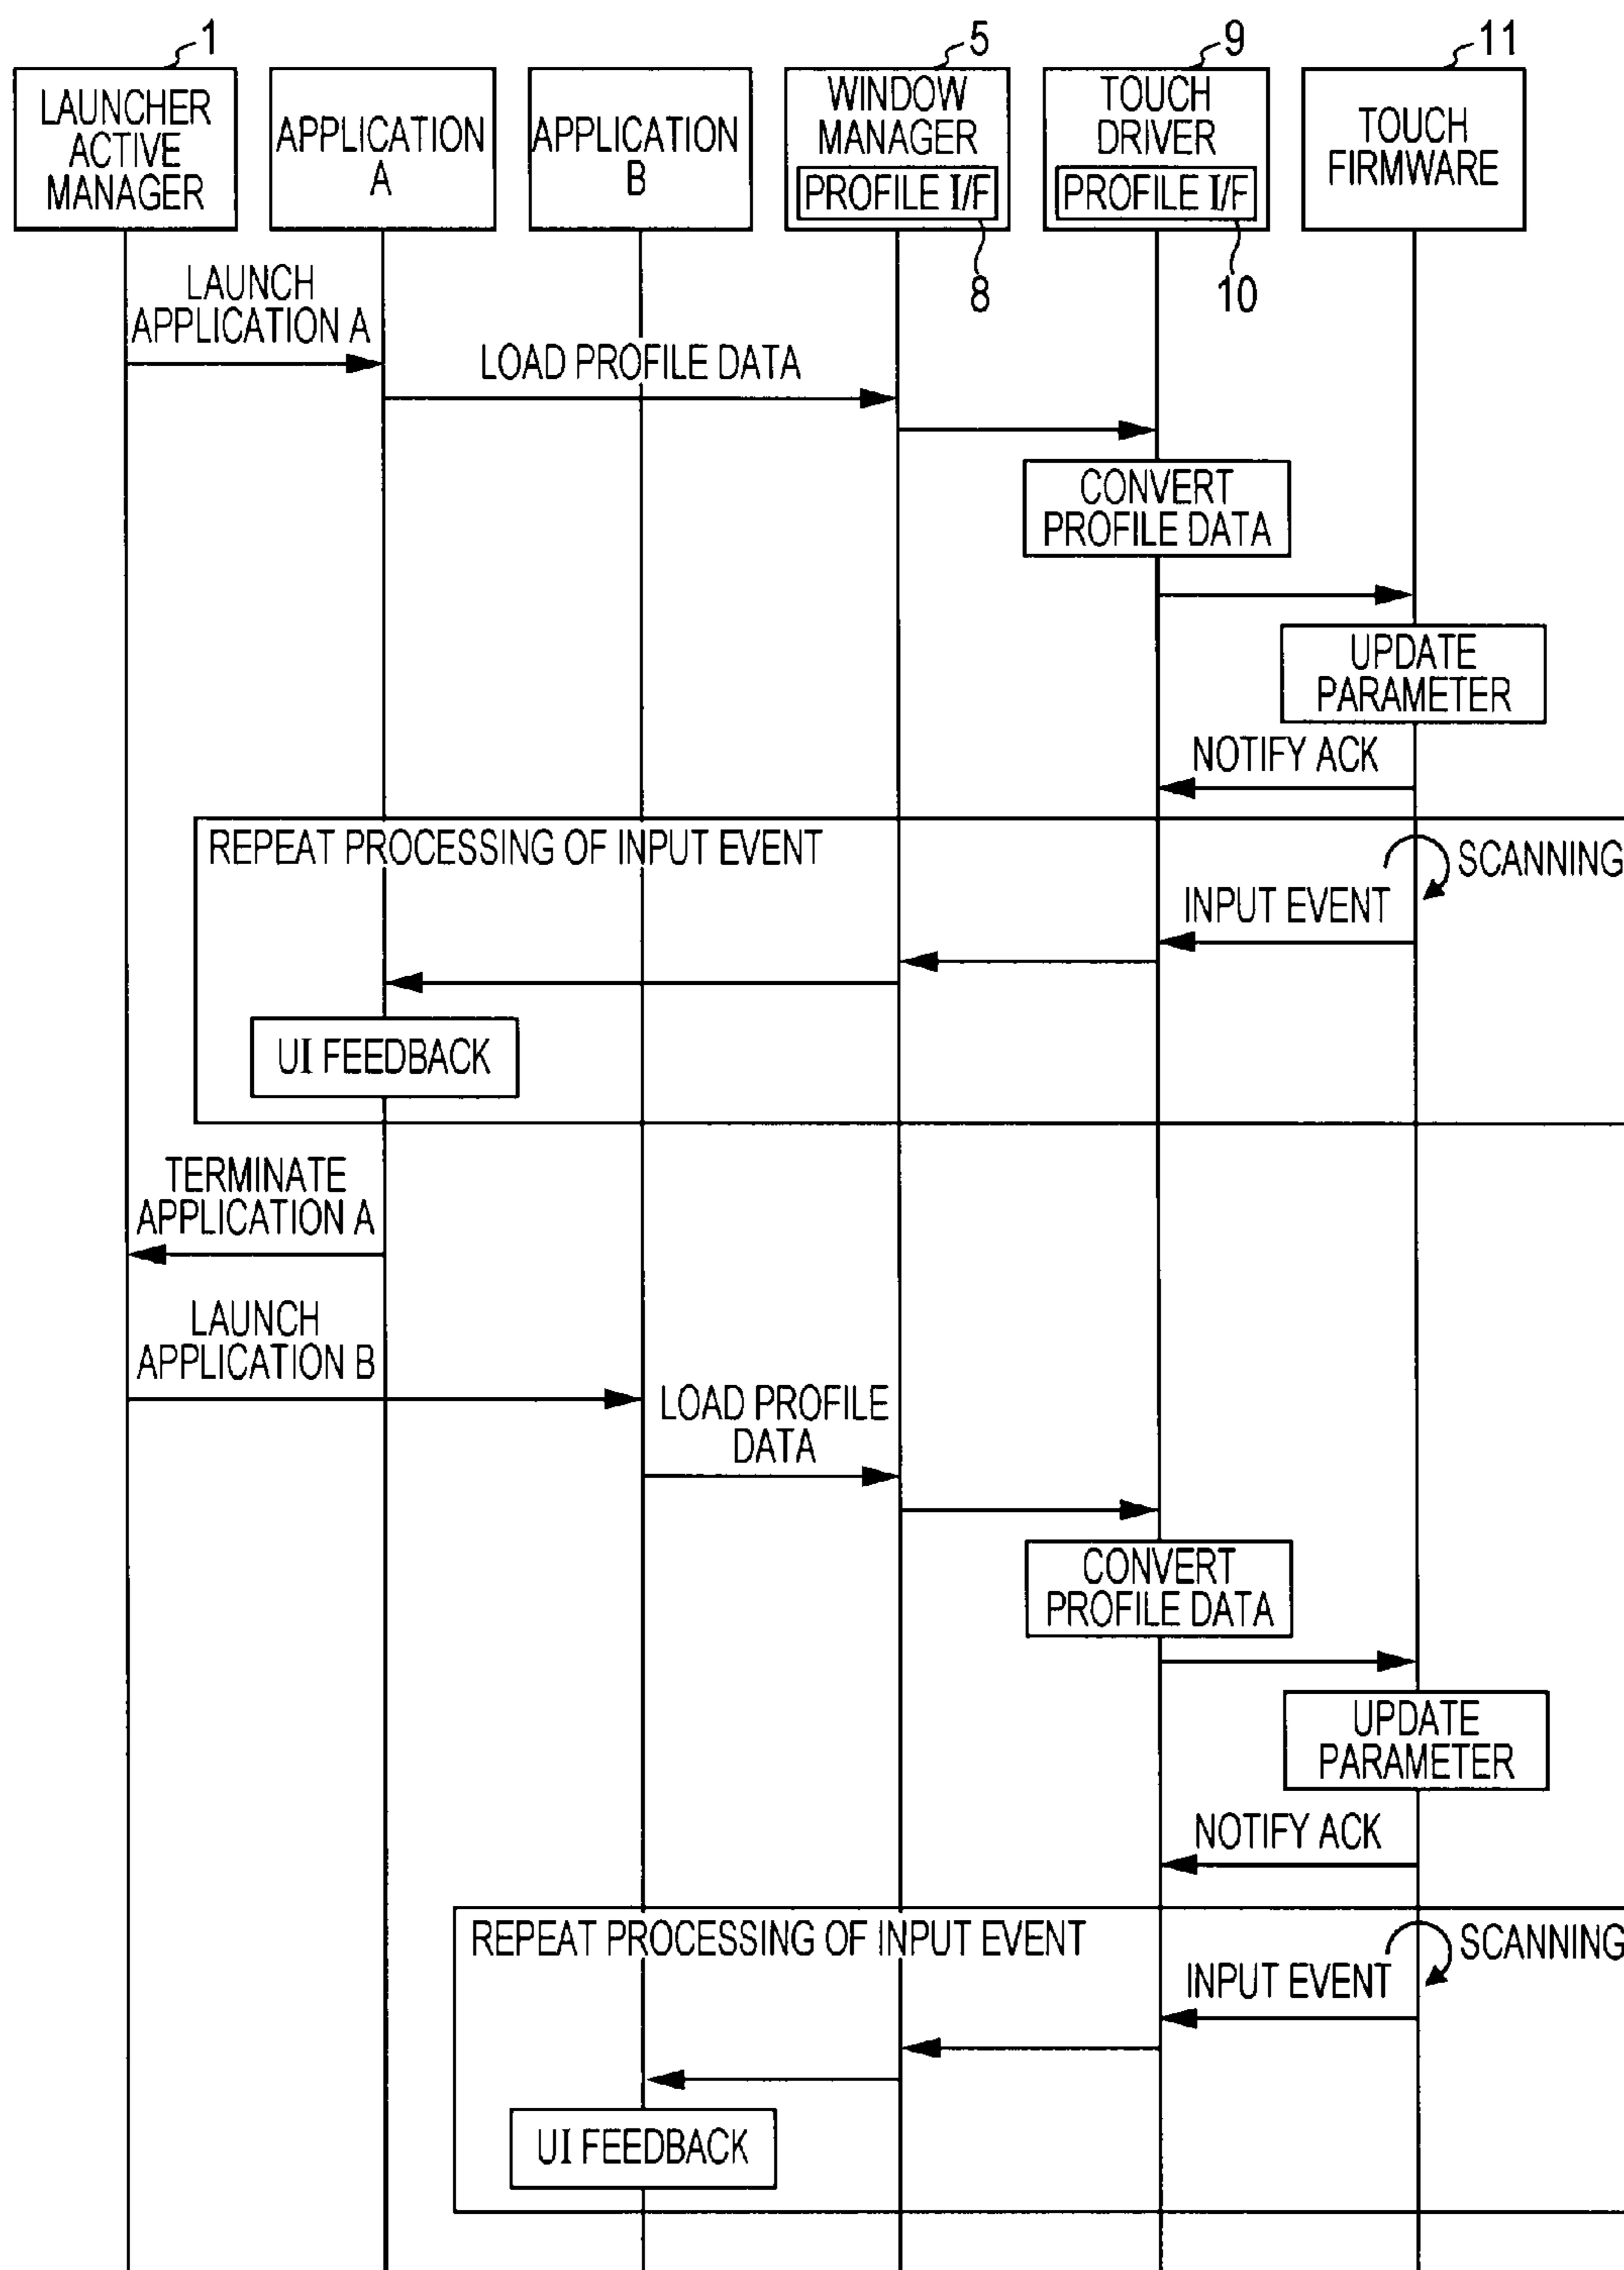 1
5
9
11
LAUNCHER
ACTIVE
MANAGER
APPLICATION
A
APPLICATION
B
WINDOW
MANAGER
PROFILE I/F
TOUCH
DRIVER
PROFILE I/F
TOUCH
FIRMWARE
8
10
LAUNCH
APPLICATION A
LOAD PROFILE DATA
CONVERT
PROFILE DATA
UPDATE
PARAMETER
NOTIFY ACK
REPEAT PROCESSING OF INPUT EVENT
SCANNING
INPUT EVENT
UI FEEDBACK
TERMINATE
APPLICATION A
LAUNCH
APPLICATION B
LOAD PROFILE
DATA
CONVERT
PROFILE DATA
UPDATE
PARAMETER
NOTIFY ACK
REPEAT PROCESSING OF INPUT EVENT
SCANNING
INPUT EVENT
UI FEEDBACK